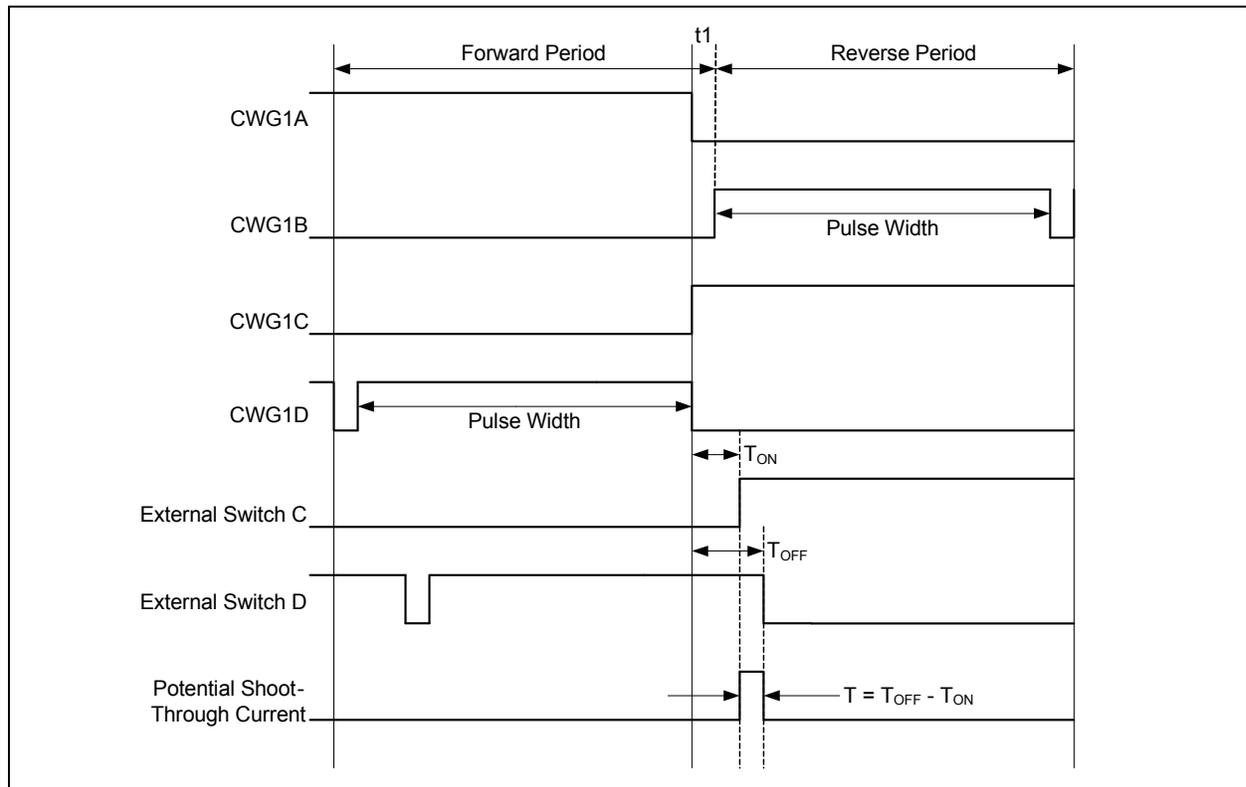 t1
Forward Period
Reverse Period
CWG1A
CWG1B
Pulse Width
CWG1C
CWG1D
Pulse Width
TON
External Switch C
TOFF
External Switch D
Potential Shoot-
Through Current
T = TOFF - TON